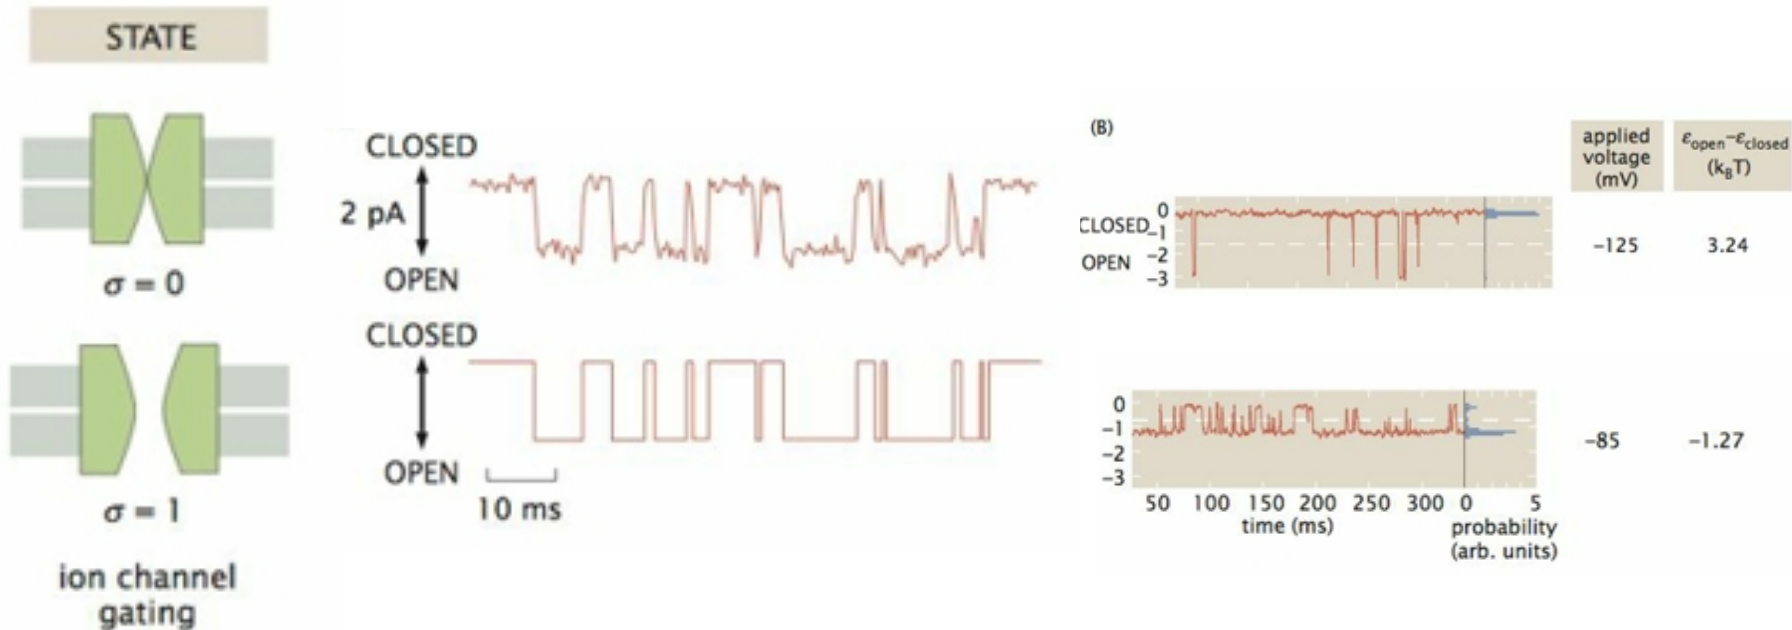 STATE
σ = 0
σ = 1
ion channel
gating
CLOSED
2 pA
OPEN
CLOSED
OPEN
10 ms
(B)
applied
voltage
(mV)
εopen–εclosed
(kBT)
0
CLOSED
–1
OPEN
–2
–3
–125
3.24
0
–1
–2
–3
–85
–1.27
50 100 150 200 250 300 0 5
time (ms)
probability
(arb. units)